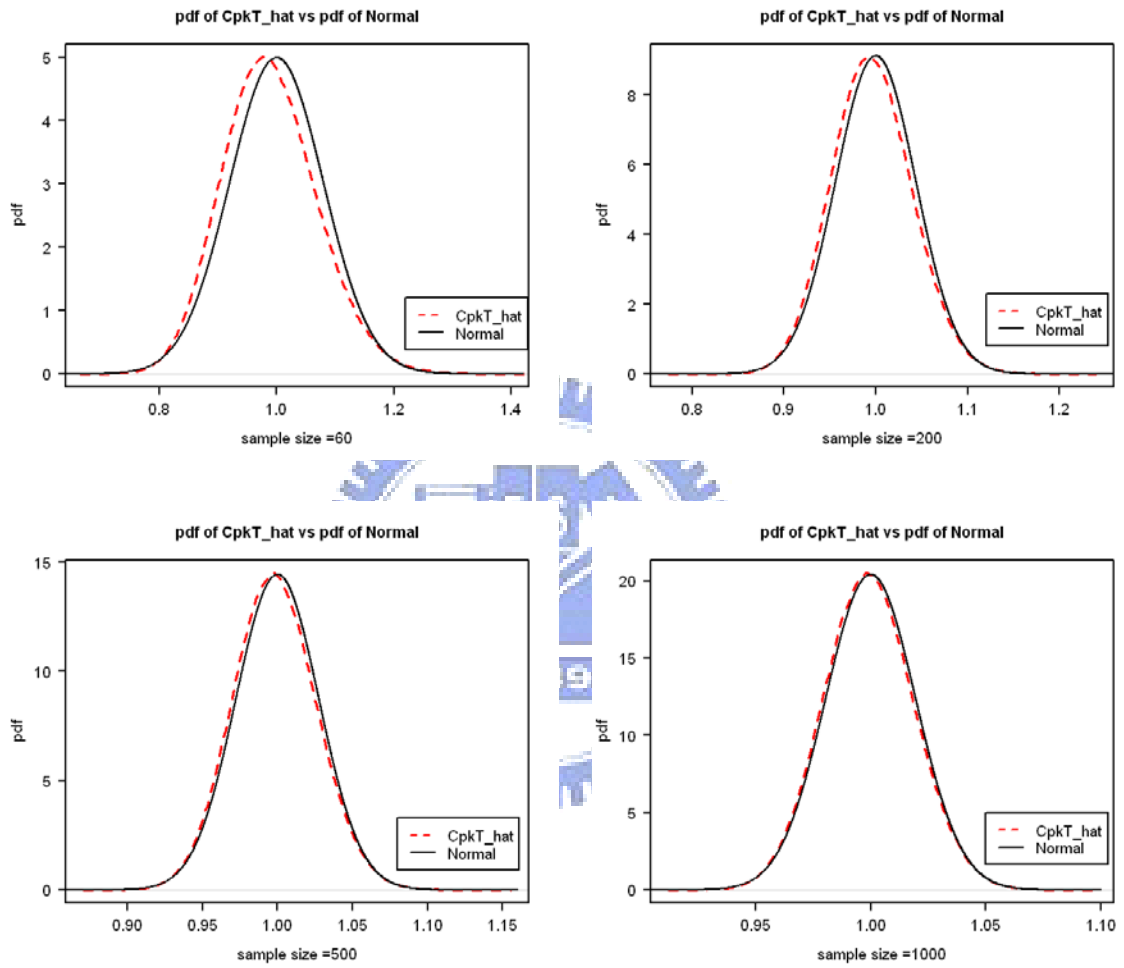 pdf of CpkT_hat vs pdf of Normal
pdf
5
4
3
2
1
0
CpkT_hat
Normal
0.8 1.0 1.2 1.4
sample size =60
pdf of CpkT_hat vs pdf of Normal
pdf
8
6
4
2
0
CpkT_hat
Normal
0.8 0.9 1.0 1.1 1.2
sample size =200
pdf of CpkT_hat vs pdf of Normal
pdf
15
10
5
0
CpkT_hat
Normal
0.90 0.95 1.00 1.05 1.10 1.15
sample size =500
pdf of CpkT_hat vs pdf of Normal
pdf
20
15
10
5
0
CpkT_hat
Normal
0.95 1.00 1.05 1.10
sample size =1000
9